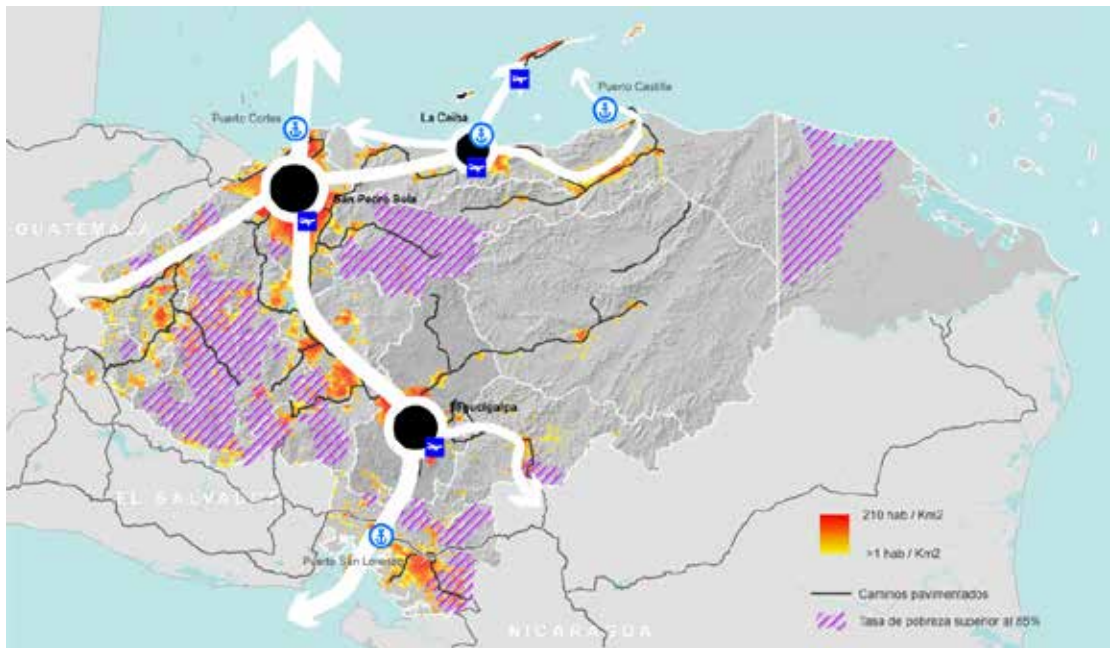 Puerto Castilla
Puerto Cortes
La Ceiba
San Pedro Sula
GUATEMALA
Tegucigalpa
EL SALVADOR
Puerto San Lorenzo
NICARAGUA
210 hab / Km2
>1 hab / Km2
Caminos pavimentados
Tasa de pobreza superior al 85%